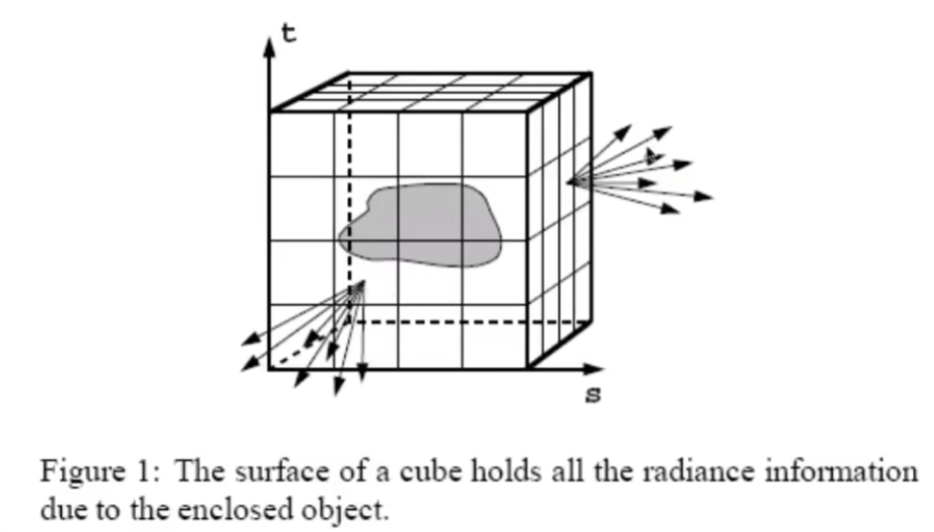 t
s
Figure 1: The surface of a cube holds all the radiance information
due to the enclosed object.